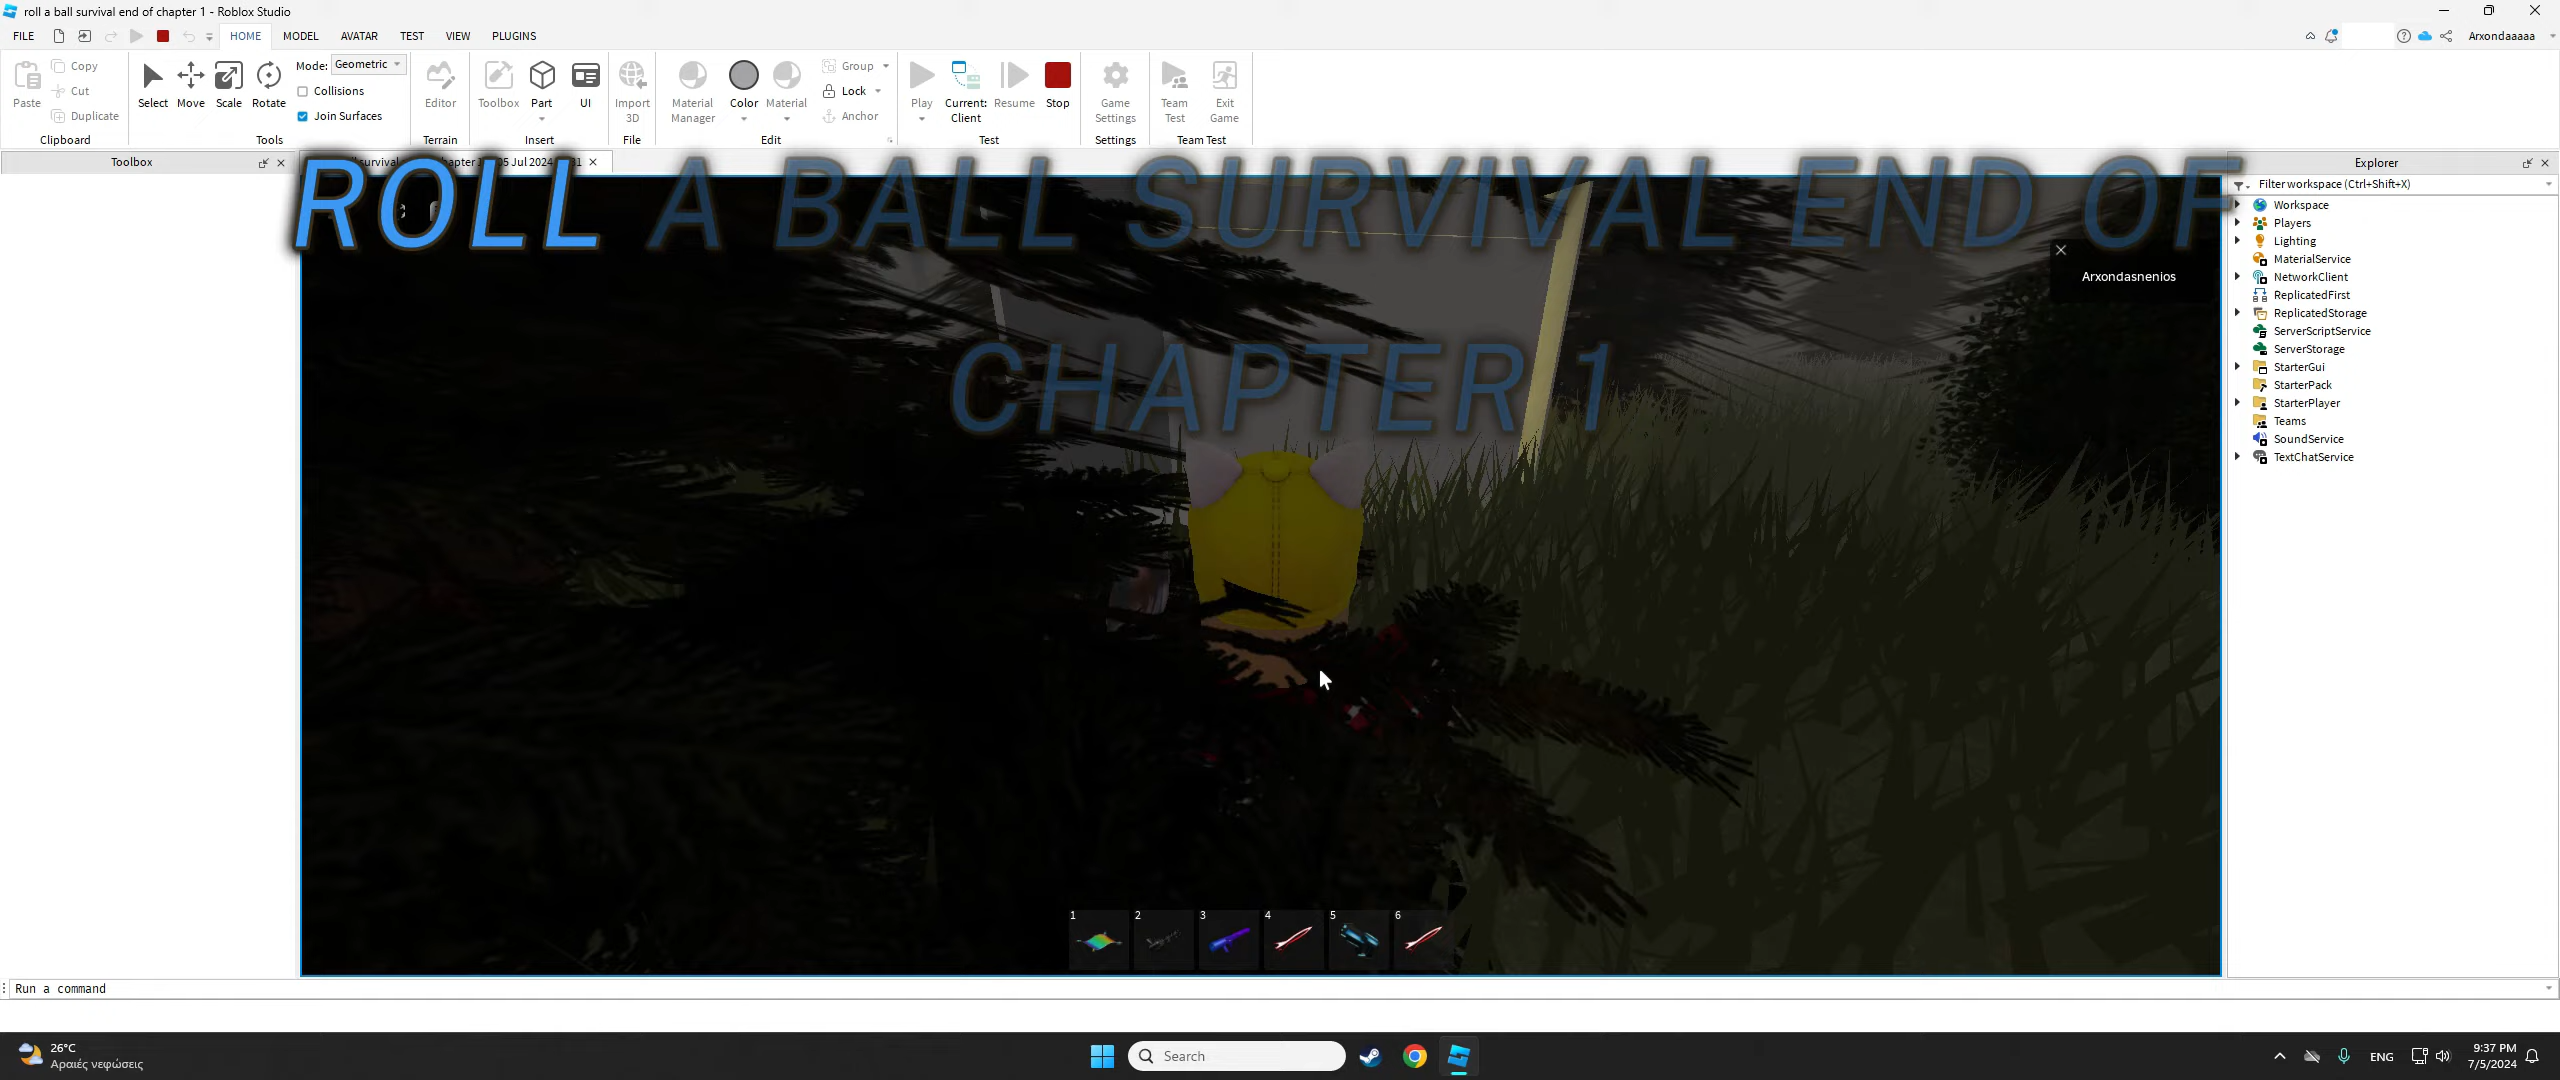 roll a ball survival end of chapter 1 - Roblox Studio
FILE HOME MODEL AVATAR TEST VIEW PLUGINS Arxondaaaaa
Paste Copy Cut Duplicate
Clipboard
Select Move Scale Rotate
Mode: Geometric
Collisions
Join Surfaces
Tools
Editor
Terrain
Toolbox Part UI
Insert
Import 3D
File
Material Manager Color Material
Group
Lock
Anchor
Edit
Play Current: Client Resume Stop
Test
Game Settings
Settings
Team Test Exit Game
Team Test
Toolbox
survival
05 Jul 2024
ROLL A BALL SURVIVAL END OF
CHAPTER 1
Arxondasnenios
1 2 3 4 5 6
Explorer
Filter workspace (Ctrl+Shift+X)
Workspace
Players
Lighting
MaterialService
NetworkClient
ReplicatedFirst
ReplicatedStorage
ServerScriptService
ServerStorage
StarterGui
StarterPack
StarterPlayer
Teams
SoundService
TextChatService
Run a command
26°C
Αραιές νεφώσεις
Search
ENG
9:37 PM
7/5/2024